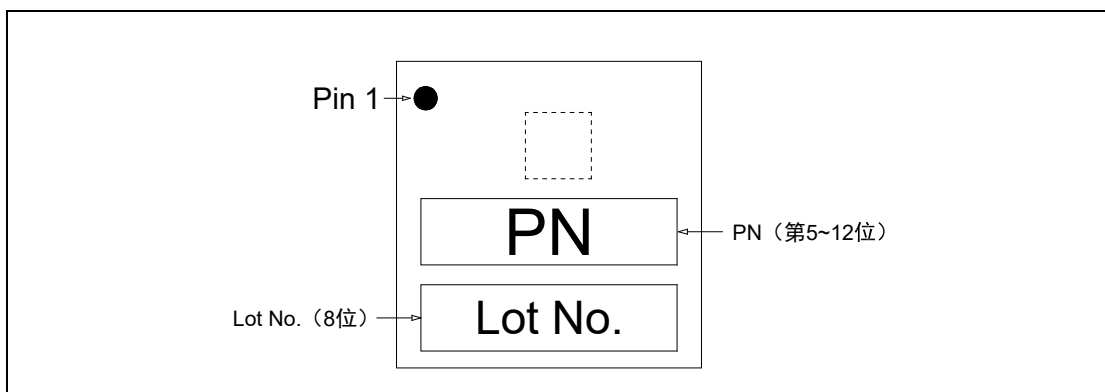 Pin 1
PN
PN（第5~12位）
Lot No.（8位）
Lot No.